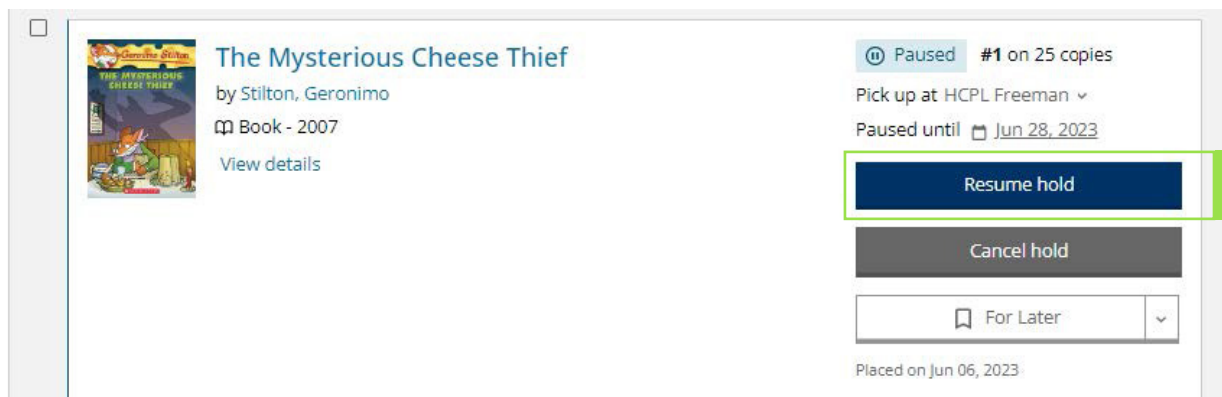 Geronimo Stilton
THE MYSTERIOUS
CHEESE THIEF
The Mysterious Cheese Thief
by Stilton, Geronimo
Book - 2007
View details
Paused #1 on 25 copies
Pick up at HCPL Freeman
Paused until Jun 28, 2023
Resume hold
Cancel hold
For Later
Placed on Jun 06, 2023